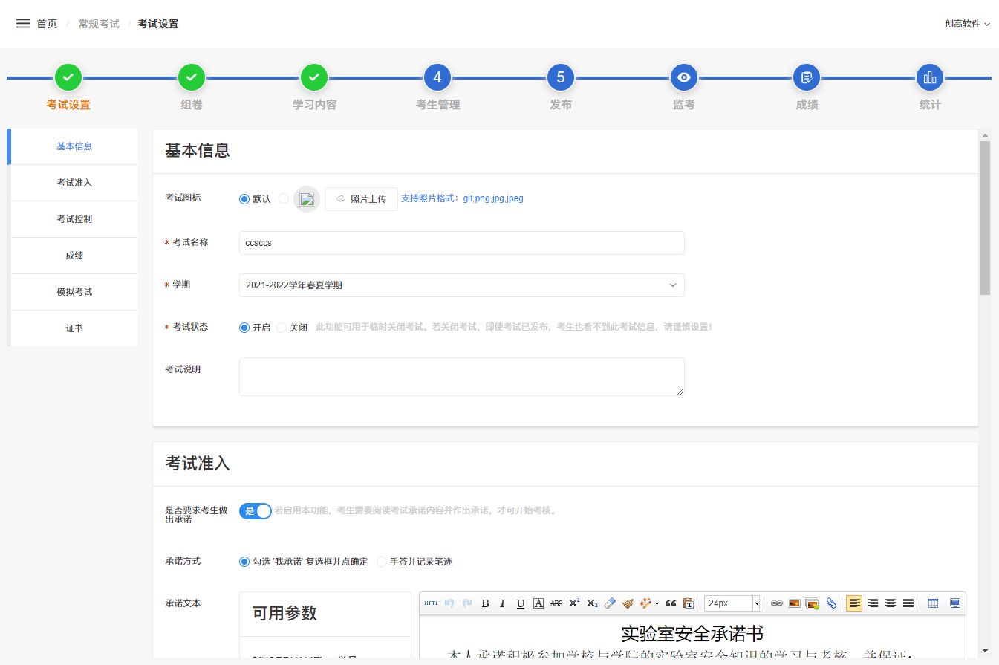 首页 / 常规考试 / 考试设置
创高软件
4 5
考试设置 组卷 学习内容 考生管理 发布 监考 成绩 统计
基本信息
考试准入
考试控制
成绩
模拟考试
证书
基本信息
考试图标 默认 照片上传 支持照片格式：gif,png,jpg,jpeg
* 考试名称 ccsccs
* 学期 2021-2022学年春夏学期
* 考试状态 开启 关闭 此功能可用于临时关闭考试。若关闭考试，即使考试已发布，考生也看不到此考试信息，请谨慎设置！
考试说明
考试准入
是否要求考生做
出承诺
是 若启用本功能，考生需要阅读考试承诺内容并作出承诺，才可开始考核。
承诺方式 勾选 '我承诺' 复选框并点确定 手签并记录笔迹
承诺文本
可用参数
HTML B I U A ABC X² X₂ 24px
实验室安全承诺书
本人承诺积极参加学校与学院的实验室安全知识的学习与考核，并保证：